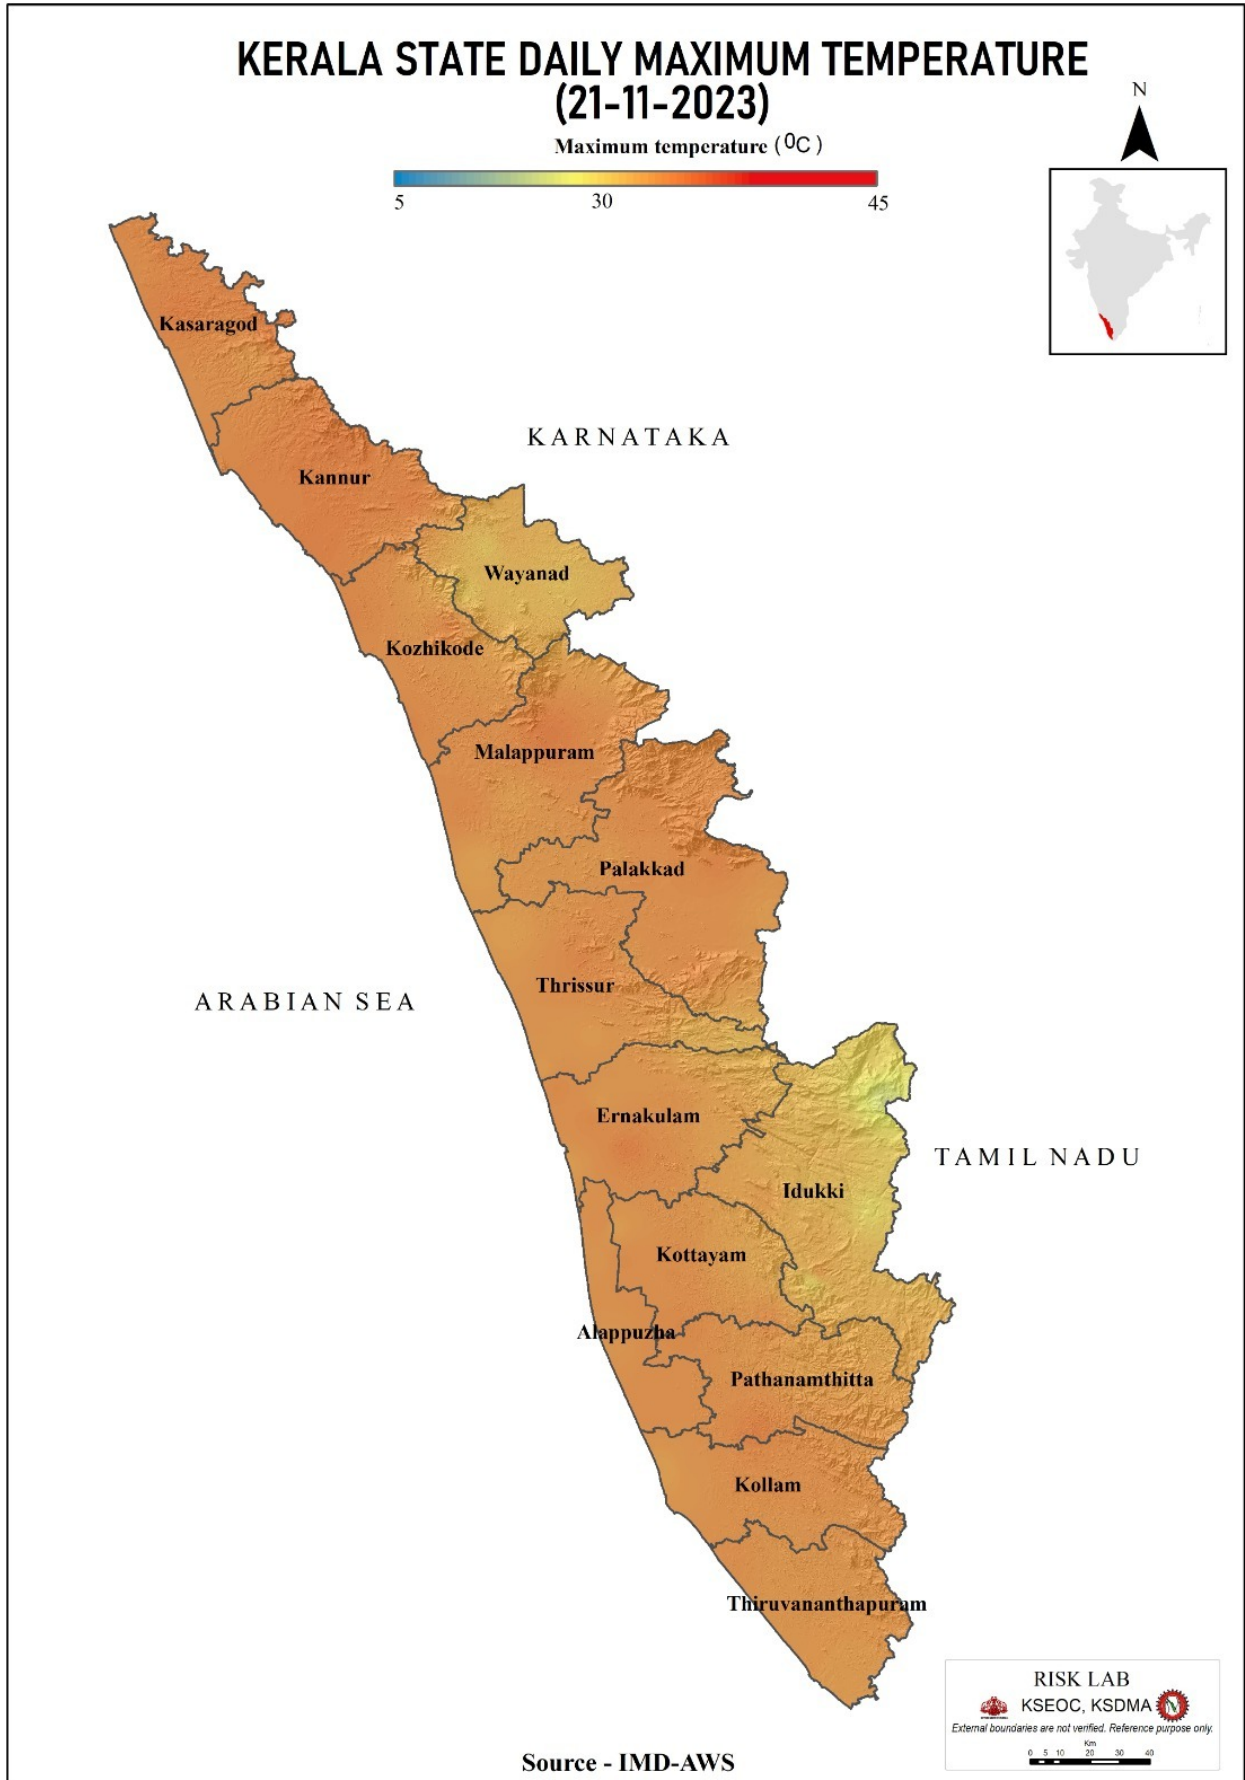 KERALA STATE DAILY MAXIMUM TEMPERATURE
(21-11-2023)
N
Maximum temperature (⁰C)
5 30 45
Kasaragod
KARNATAKA
Kannur
Wayanad
Kozhikode
Malappuram
Palakkad
Thrissur
ARABIAN SEA
Ernakulam
TAMIL NADU
Idukki
Kottayam
Alappuzha
Pathanamthitta
Kollam
Thiruvananthapuram
RISK LAB
KSEOC, KSDMA
External boundaries are not verified. Reference purpose only.
Km
0 5 10 20 30 40
Source - IMD-AWS